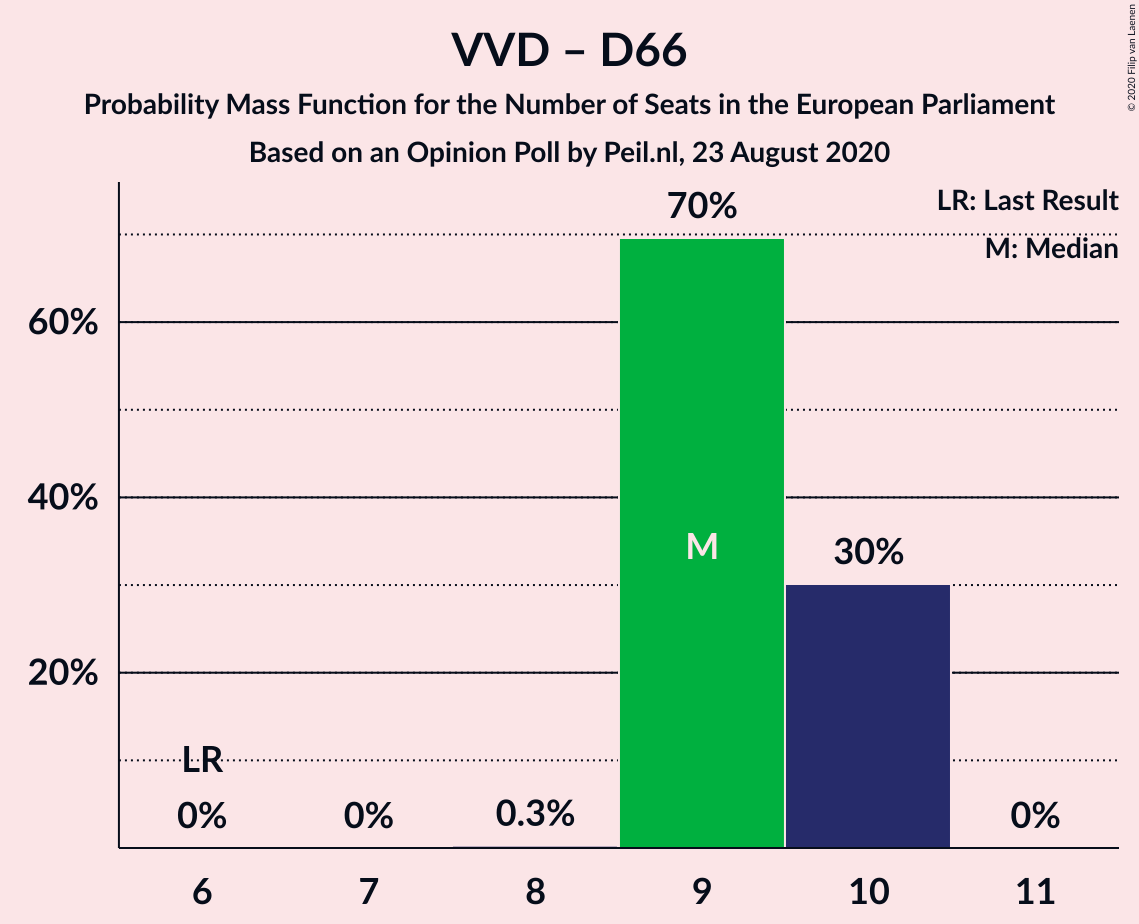 VVD – D66
Probability Mass Function for the Number of Seats in the European Parliament
Based on an Opinion Poll by Peil.nl, 23 August 2020
© 2020 Filip van Laenen
LR: Last Result
M: Median
70%
60%
40%
M
30%
20%
LR
0%
0%
0.3%
0%
6
7
8
9
10
11